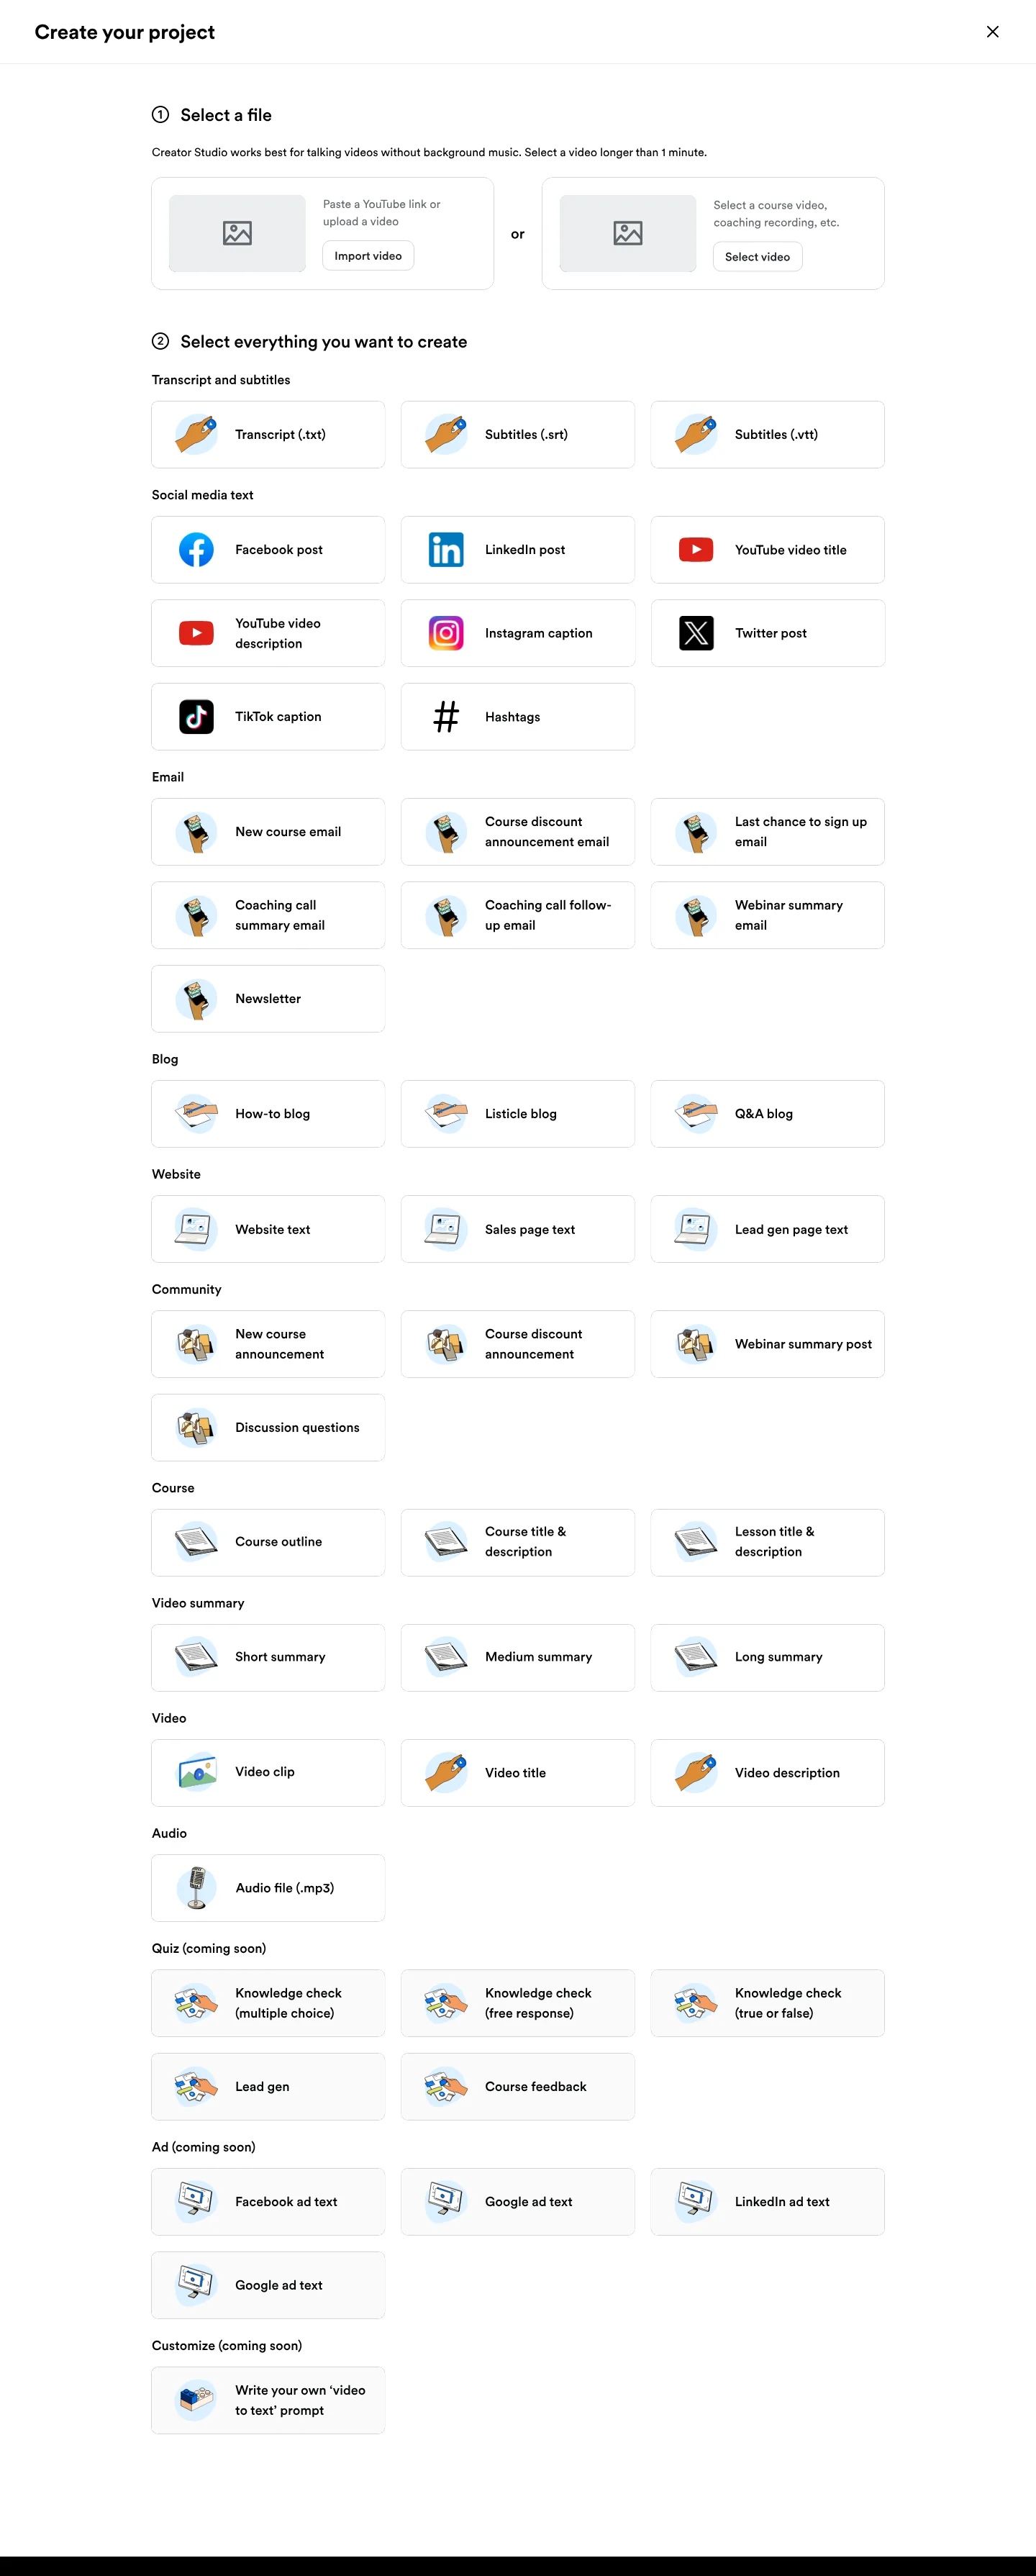 Create your project
1 Select a file
Creator Studio works best for talking videos without background music. Select a video longer than 1 minute.
Paste a YouTube link or
upload a video
Import video
or
Select a course video,
coaching recording, etc.
Select video
2 Select everything you want to create
Transcript and subtitles
Transcript (.txt)
Subtitles (.srt)
Subtitles (.vtt)
Social media text
Facebook post
in
LinkedIn post
YouTube video title
YouTube video
description
Instagram caption
Twitter post
TikTok caption
#
Hashtags
Email
New course email
Course discount
announcement email
Last chance to sign up
email
Coaching call
summary email
Coaching call follow-
up email
Webinar summary
email
Newsletter
Blog
How-to blog
Listicle blog
Q&A blog
Website
Website text
Sales page text
Lead gen page text
Community
New course
announcement
Course discount
announcement
Webinar summary post
Discussion questions
Course
Course outline
Course title &
description
Lesson title &
description
Video summary
Short summary
Medium summary
Long summary
Video
Video clip
Video title
Video description
Audio
Audio file (.mp3)
Quiz (coming soon)
Knowledge check
(multiple choice)
Knowledge check
(free response)
Knowledge check
(true or false)
Lead gen
Course feedback
Ad (coming soon)
Facebook ad text
Google ad text
LinkedIn ad text
Google ad text
Customize (coming soon)
Write your own ‘video
to text’ prompt